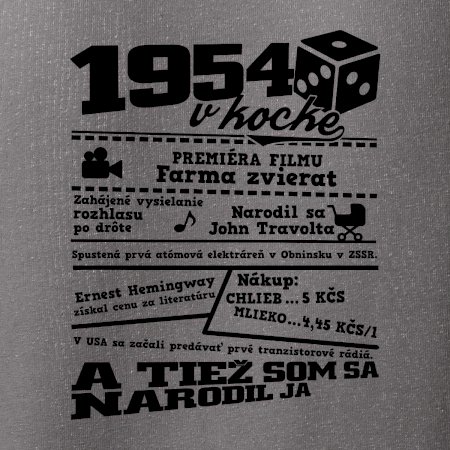 1954
v kocke
PREMIÉRA FILMU
Farma zvierat
Zahájené vysielanie
rozhlasu
po drôte
Narodil sa
John Travolta
Spustená prvá atómová elektráreň v Obninsku v ZSSR.
Ernest Hemingway
získal cenu za literatúru
Nákup:
CHLIEB...5 KČS
MLIEKO...4,45 KČS/l
V USA sa začali predávať prvé tranzistorové rádiá.
A TIEŽ SOM SA
NARODIL JA